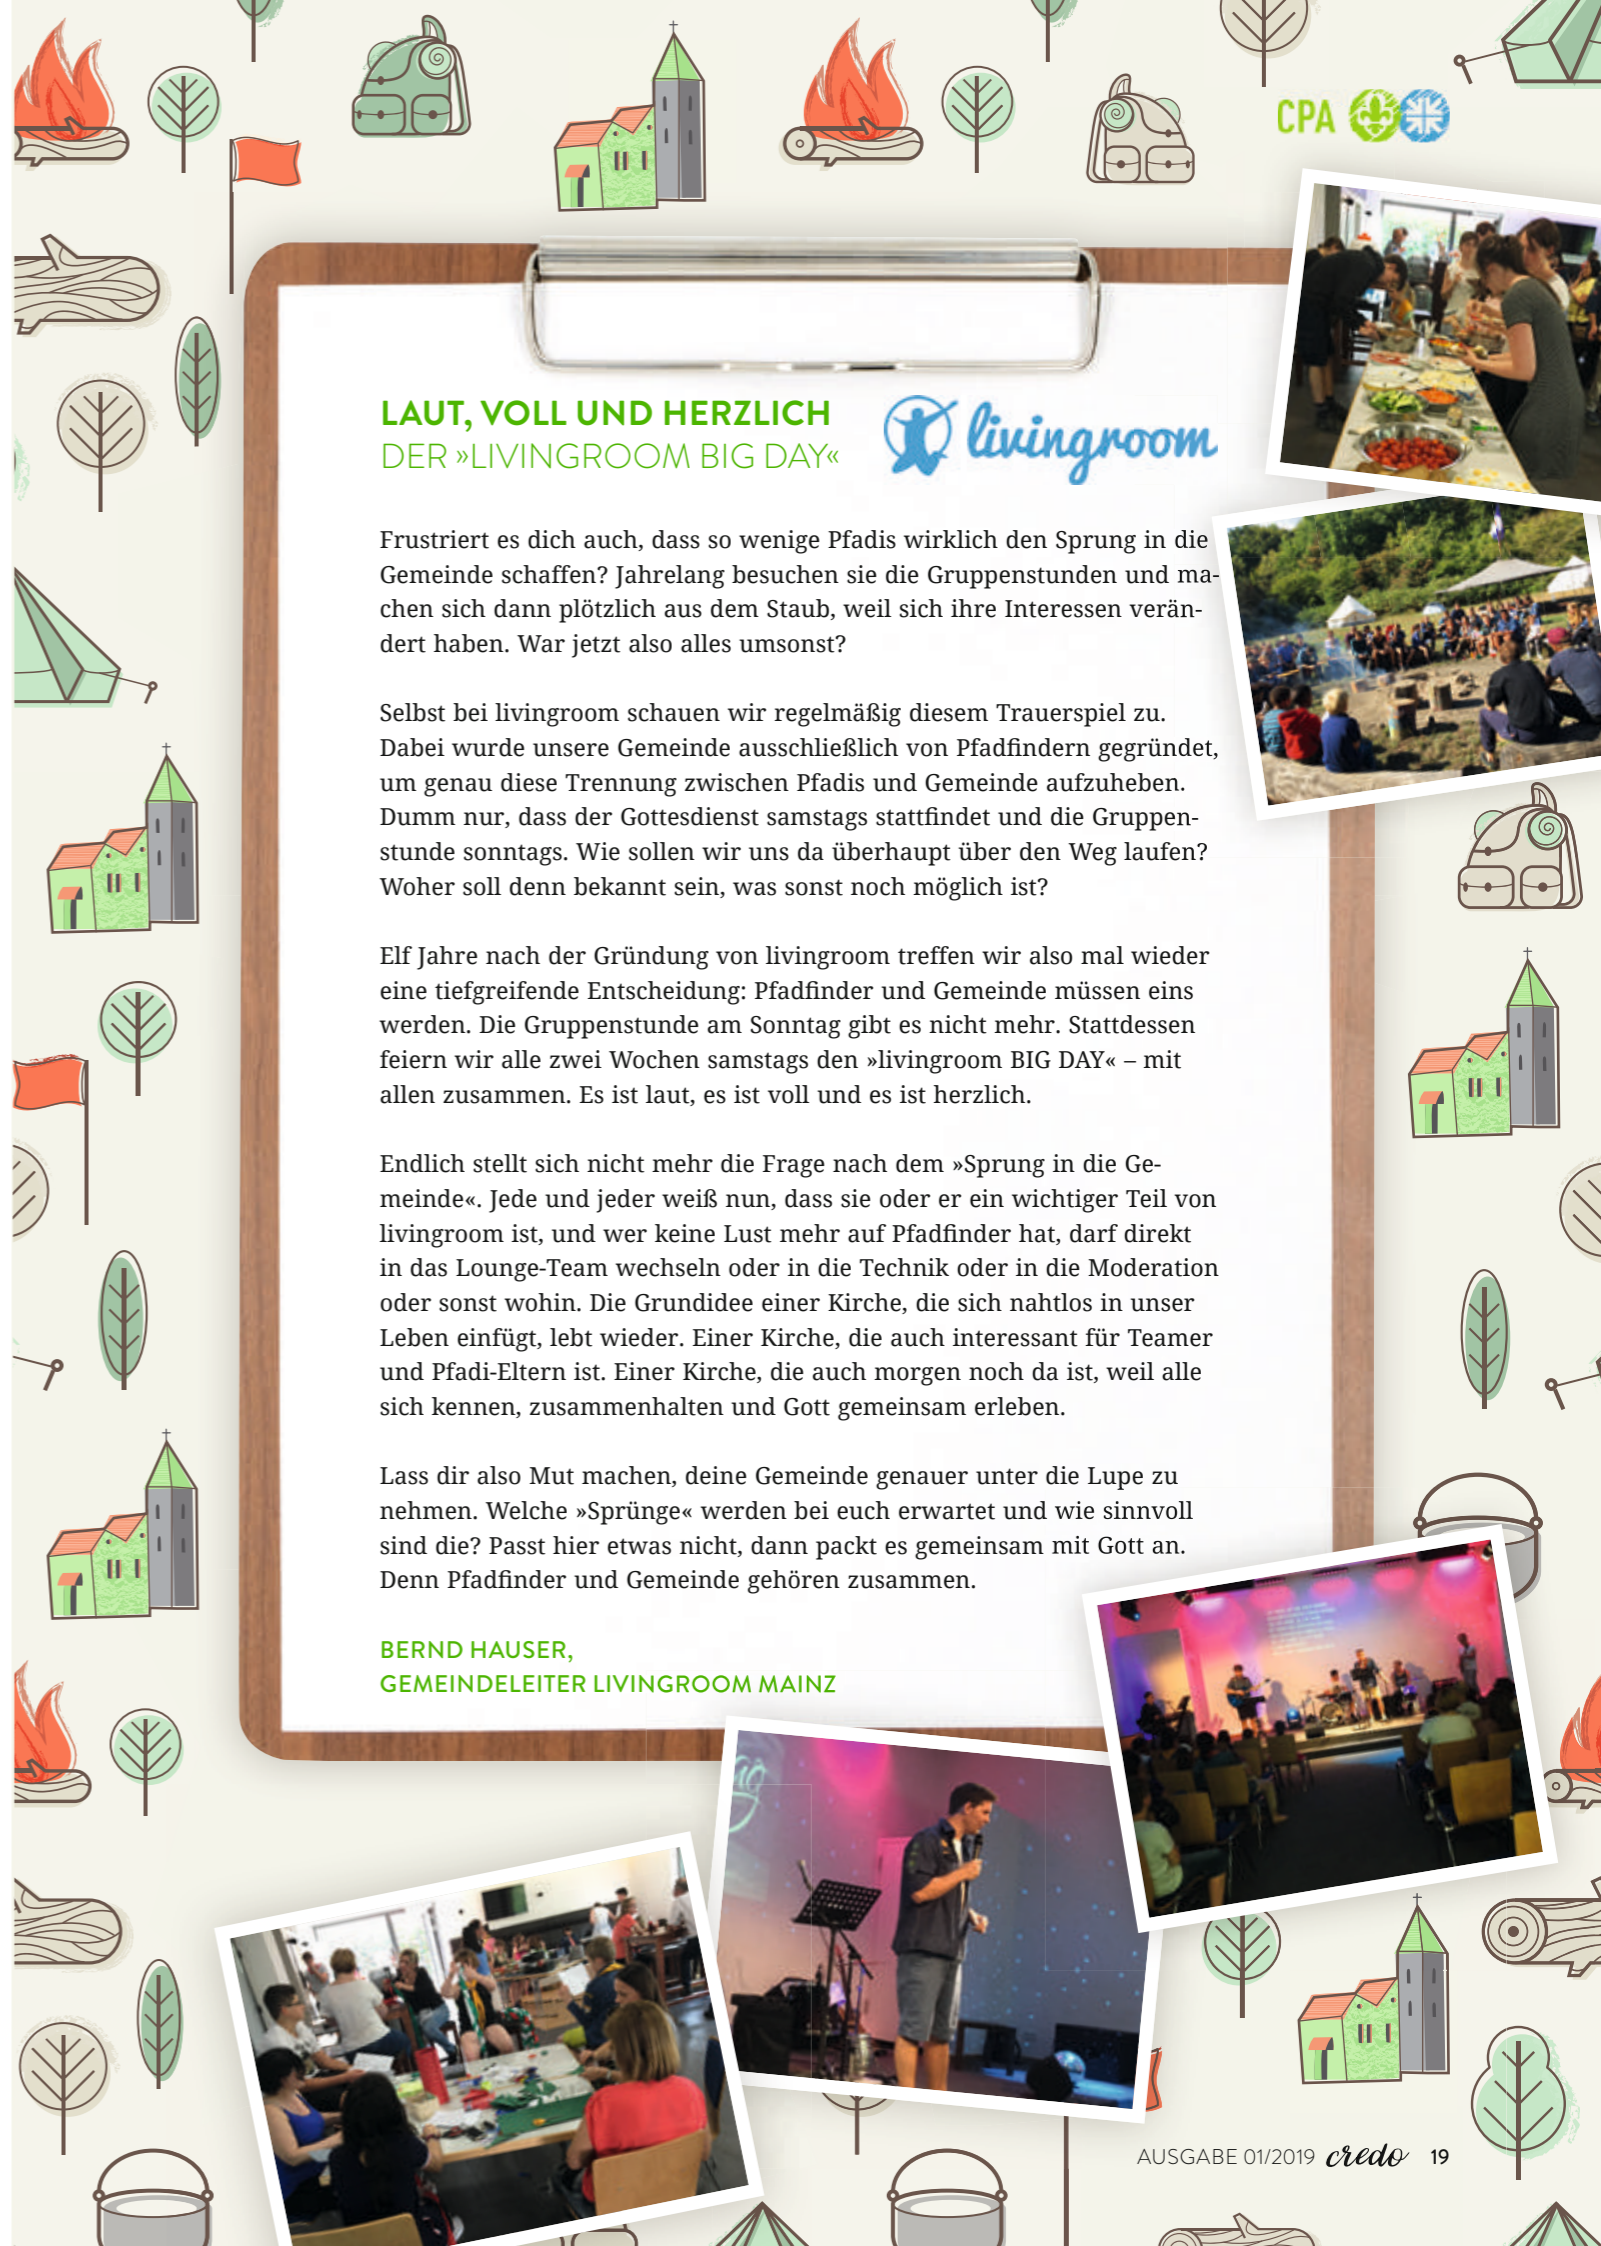 CPA
LAUT, VOLL UND HERZLICH
DER »LIVINGROOM BIG DAY«
livingroom
Frustriert es dich auch, dass so wenige Pfadis wirklich den Sprung in die
Gemeinde schaffen? Jahrelang besuchen sie die Gruppenstunden und ma-
chen sich dann plötzlich aus dem Staub, weil sich ihre Interessen verän-
dert haben. War jetzt also alles umsonst?
Selbst bei livingroom schauen wir regelmäßig diesem Trauerspiel zu.
Dabei wurde unsere Gemeinde ausschließlich von Pfadfindern gegründet,
um genau diese Trennung zwischen Pfadis und Gemeinde aufzuheben.
Dumm nur, dass der Gottesdienst samstags stattfindet und die Gruppen-
stunde sonntags. Wie sollen wir uns da überhaupt über den Weg laufen?
Woher soll denn bekannt sein, was sonst noch möglich ist?
Elf Jahre nach der Gründung von livingroom treffen wir also mal wieder
eine tiefgreifende Entscheidung: Pfadfinder und Gemeinde müssen eins
werden. Die Gruppenstunde am Sonntag gibt es nicht mehr. Stattdessen
feiern wir alle zwei Wochen samstags den »livingroom BIG DAY« – mit
allen zusammen. Es ist laut, es ist voll und es ist herzlich.
Endlich stellt sich nicht mehr die Frage nach dem »Sprung in die Ge-
meinde«. Jede und jeder weiß nun, dass sie oder er ein wichtiger Teil von
livingroom ist, und wer keine Lust mehr auf Pfadfinder hat, darf direkt
in das Lounge-Team wechseln oder in die Technik oder in die Moderation
oder sonst wohin. Die Grundidee einer Kirche, die sich nahtlos in unser
Leben einfügt, lebt wieder. Einer Kirche, die auch interessant für Teamer
und Pfadi-Eltern ist. Einer Kirche, die auch morgen noch da ist, weil alle
sich kennen, zusammenhalten und Gott gemeinsam erleben.
Lass dir also Mut machen, deine Gemeinde genauer unter die Lupe zu
nehmen. Welche »Sprünge« werden bei euch erwartet und wie sinnvoll
sind die? Passt hier etwas nicht, dann packt es gemeinsam mit Gott an.
Denn Pfadfinder und Gemeinde gehören zusammen.
BERND HAUSER,
GEMEINDELEITER LIVINGROOM MAINZ
AUSGABE 01/2019 credo 19